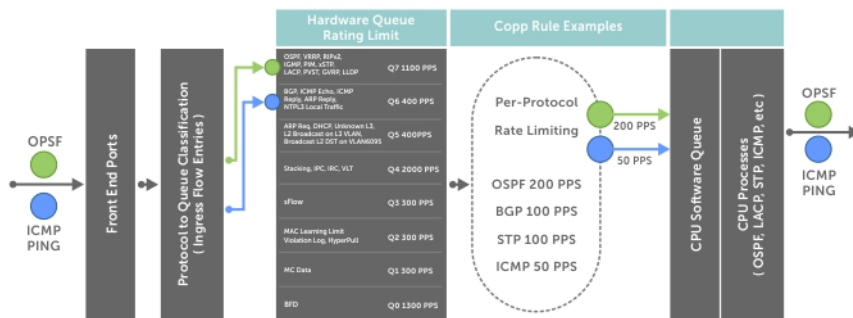 Hardware Queue
Rating Limit
Copp Rule Examples
OPSF
ICMP
PING
Front End Ports
Protocol to Queue Classification
( Ingress Flow Entries)
OSPF, VRRP, RIPv2,
IGMP, PIM, xSTP,
LACP, PVST, GVRP, LLDP
Q7 1100 PPS
BGP, ICMP Echo, ICMP
Reply, ARP Reply,
NTPL3 Local Traffic
Q6 400 PPS
ARP Req, DHCP, Unknown L3,
L2 Broadcast on L3 VLAN,
Broadcast L2 DST on VLAN6095
Q5 400PPS
Stacking, IPC, IRC, VLT
Q4 2000 PPS
sFlow
Q3 300 PPS
MAC Learning Limit
Violation Log, HyperPull
Q2 300 PPS
MC Data
Q1 300 PPS
BFD
Q0 1300 PPS
Per-Protocol
Rate Limiting
OSPF 200 PPS
BGP 100 PPS
STP 100 PPS
ICMP 50 PPS
200 PPS
50 PPS
CPU Software Queue
CPU Processes
( OSPF, LACP, STP, ICMP, etc )
OPSF
ICMP
PING